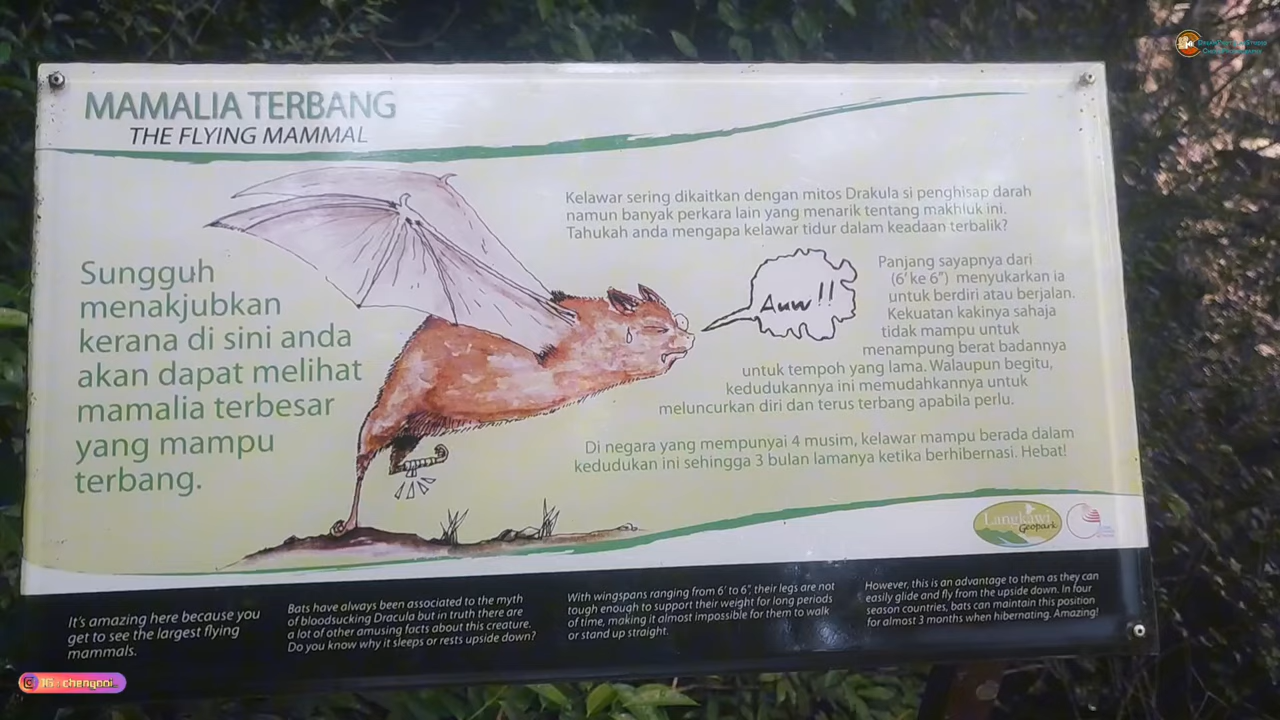 MAMALIA TERBANG
THE FLYING MAMMAL
Kelawar sering dikaitkan dengan mitos Drakula si penghisap darah
namun banyak perkara lain yang menarik tentang makhluk ini.
Tahukah anda mengapa kelawar tidur dalam keadaan terbalik?
Sungguh
menakjubkan
kerana di sini anda
akan dapat melihat
mamalia terbesar
yang mampu
terbang.
Auw!!
Panjang sayapnya dari
(6' ke 6") menyukarkan ia
untuk berdiri atau berjalan.
Kekuatan kakinya sahaja
tidak mampu untuk
menampung berat badannya
untuk tempoh yang lama. Walaupun begitu,
kedudukannya ini memudahkannya untuk
meluncurkan diri dan terus terbang apabila perlu.
Di negara yang mempunyai 4 musim, kelawar mampu berada dalam
kedudukan ini sehingga 3 bulan lamanya ketika berhibernasi. Hebat!
Langkawi
Geopark
It's amazing here because you
get to see the largest flying
mammals.
Bats have always been associated to the myth
of bloodsucking Dracula but in truth there are
a lot of other amusing facts about this creature.
Do you know why it sleeps or rests upside down?
With wingspans ranging from 6' to 6", their legs are not
tough enough to support their weight for long periods
of time, making it almost impossible for them to walk
or stand up straight.
However, this is an advantage to them as they can
easily glide and fly from the upside down. In four
season countries, bats can maintain this position
for almost 3 months when hibernating. Amazing!